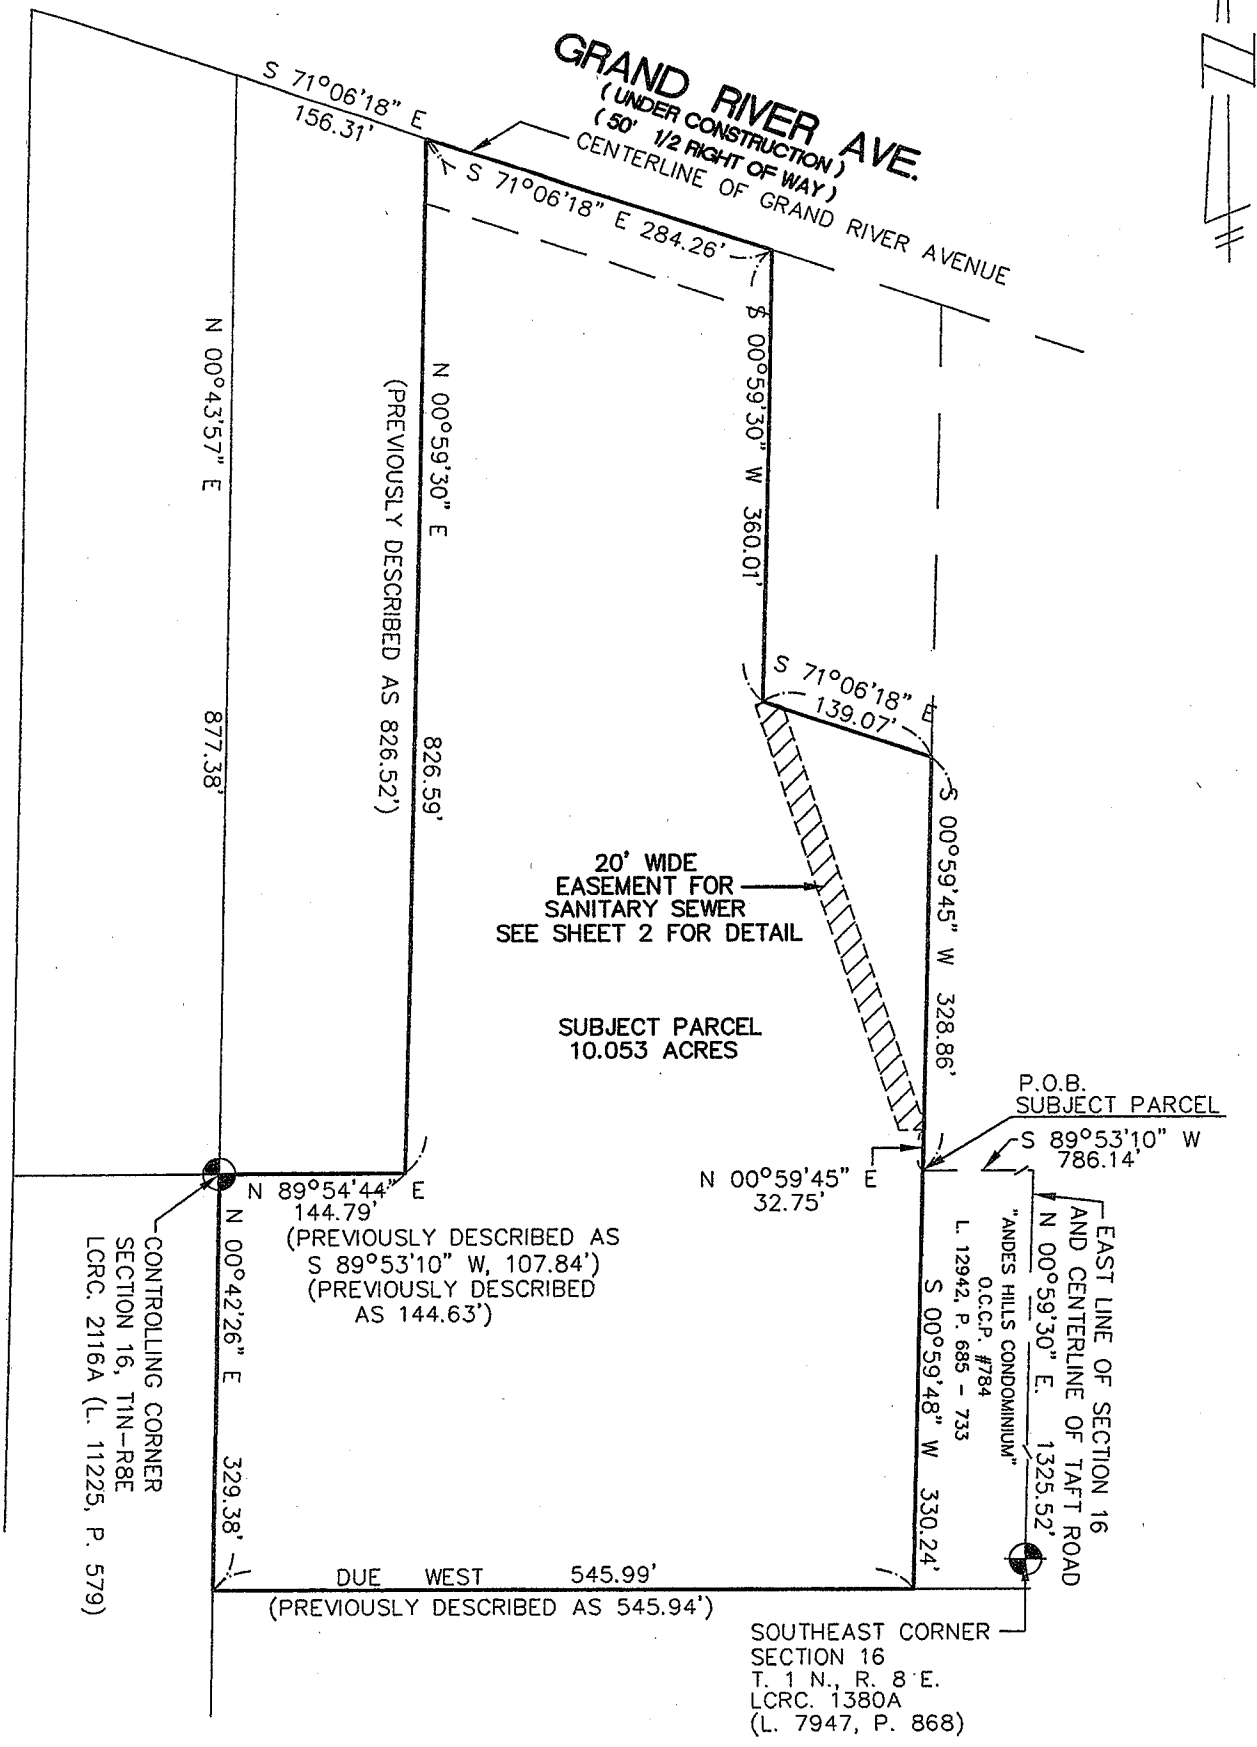 GRAND RIVER AVE.
( UNDER CONSTRUCTION )
( 50' 1/2 RIGHT OF WAY )
CENTERLINE OF GRAND RIVER AVENUE
S 71°06'18" E
156.31'
S 71°06'18" E 284.26'
N 00°43'57" E 877.38'
N 00°59'30" E 826.59'
(PREVIOUSLY DESCRIBED AS 826.52')
S 00°59'30" W 360.01'
S 71°06'18" E
139.07'
S 00°59'45" W 328.86'
20' WIDE
EASEMENT FOR
SANITARY SEWER
SEE SHEET 2 FOR DETAIL
SUBJECT PARCEL
10.053 ACRES
P.O.B.
SUBJECT PARCEL
S 89°53'10" W
786.14'
N 00°59'45" E
32.75'
N 89°54'44" E
144.79'
(PREVIOUSLY DESCRIBED AS
S 89°53'10" W, 107.84')
(PREVIOUSLY DESCRIBED
AS 144.63')
EAST LINE OF SECTION 16
AND CENTERLINE OF TAFT ROAD
N 00°59'30" E. 1325.52'
"ANDES HILLS CONDOMINIUM"
O.C.C.P. #784
L. 12942, P. 685 - 733
S 00°59'48" W 330.24'
N 00°42'26" E 329.38'
CONTROLLING CORNER
SECTION 16, T1N-R8E
LCRC. 2116A (L. 11225, P. 579)
DUE WEST 545.99'
(PREVIOUSLY DESCRIBED AS 545.94')
SOUTHEAST CORNER
SECTION 16
T. 1 N., R. 8 E.
LCRC. 1380A
(L. 7947, P. 868)